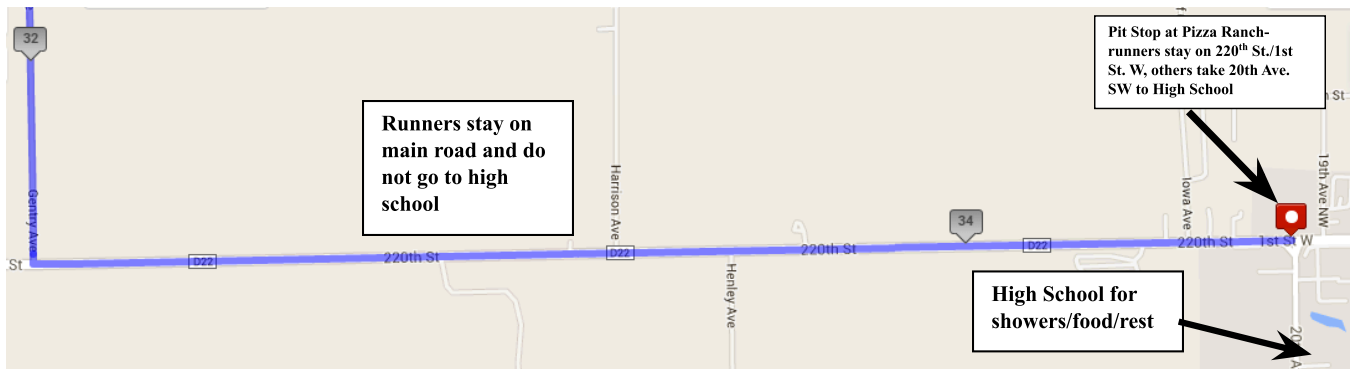 Pit Stop at Pizza Ranch-
runners stay on 220th St./1st
St. W, others take 20th Ave.
SW to High School
32
Runners stay on
main road and do
not go to high
school
Gentry Ave
Harrison Ave
Iowa Ave
19th Ave NW
St
34
St
D22
220th St
D22
220th St
D22
220th St
1st St W
Henley Ave
High School for
showers/food/rest
20th A